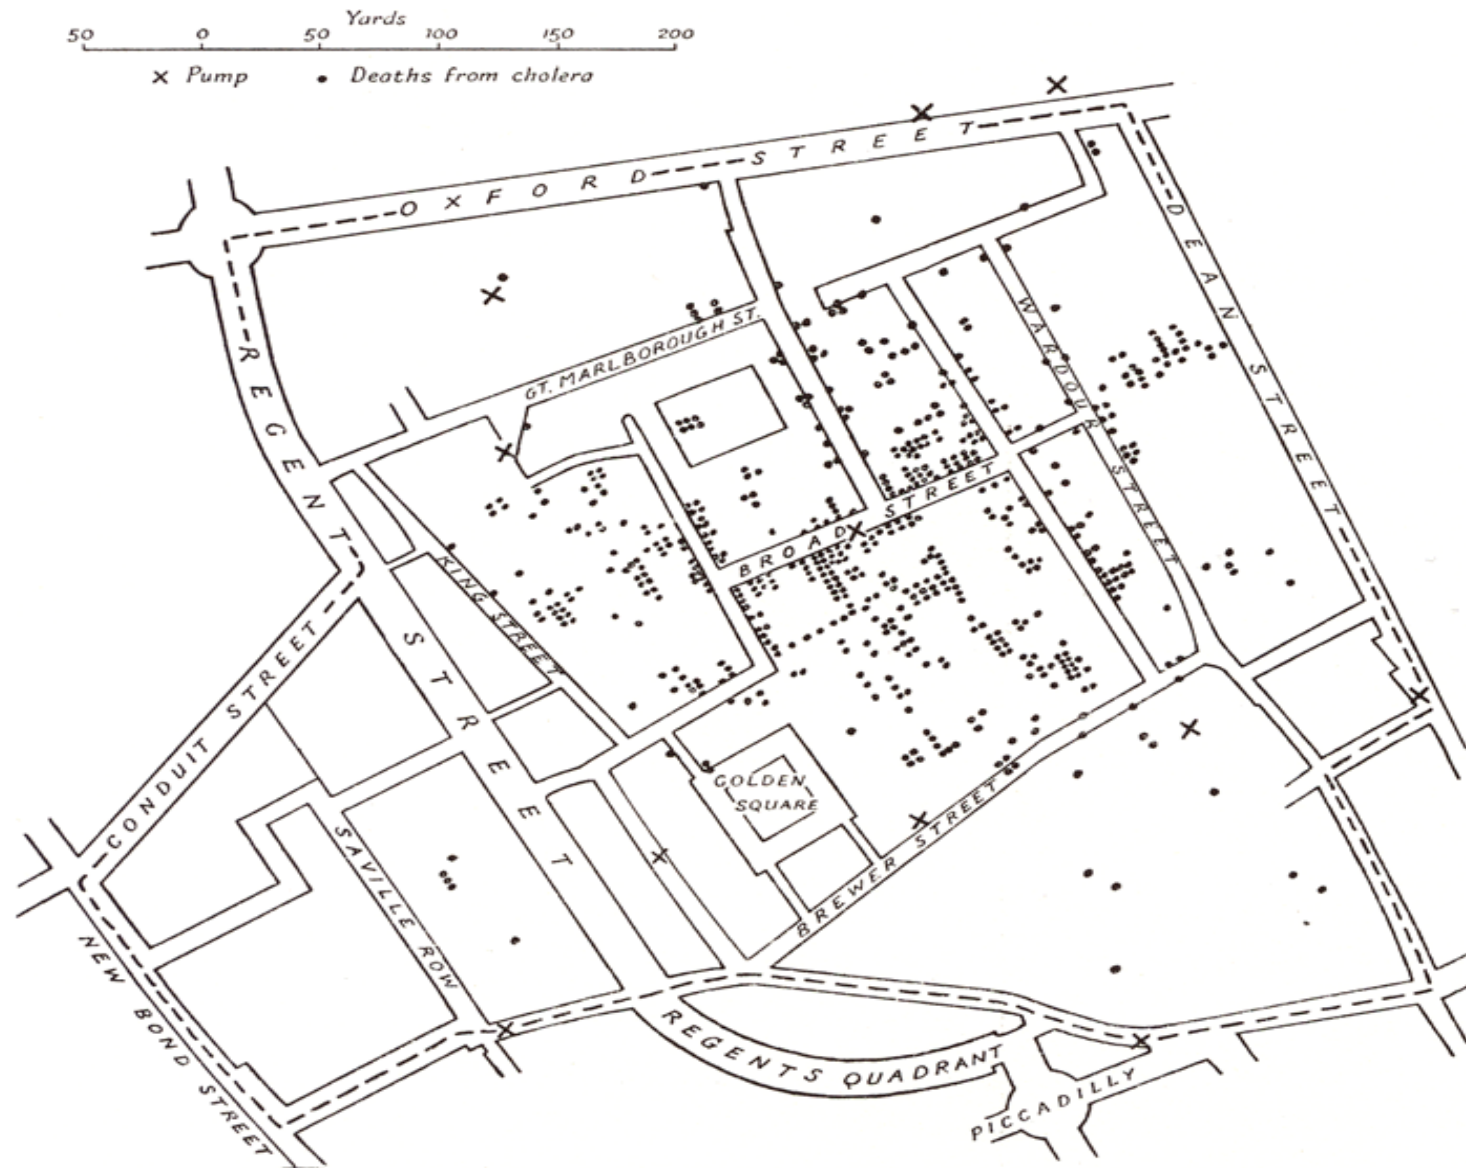 Yards
50 0 50 100 150 200
× Pump • Deaths from cholera
OXFORD STREET
DEAN STREET
REGENT STREET
GT. MARLBOROUGH ST.
WARDOUR STREET
BROAD STREET
KING STREET
CONDUIT STREET
GOLDEN
SQUARE
BREWER STREET
SAVILLE ROW
NEW BOND STREET
REGENTS QUADRANT
PICCADILLY